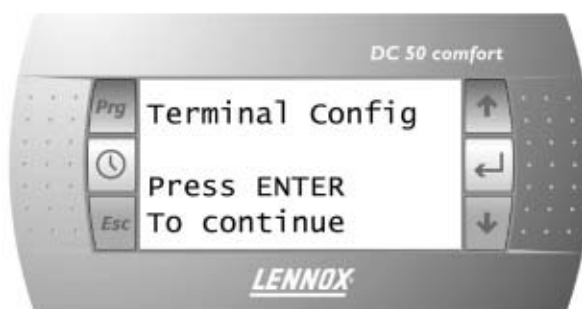 DC 50 comfort
Prg
Terminal Config
Press ENTER
Esc
To continue
LENNOX